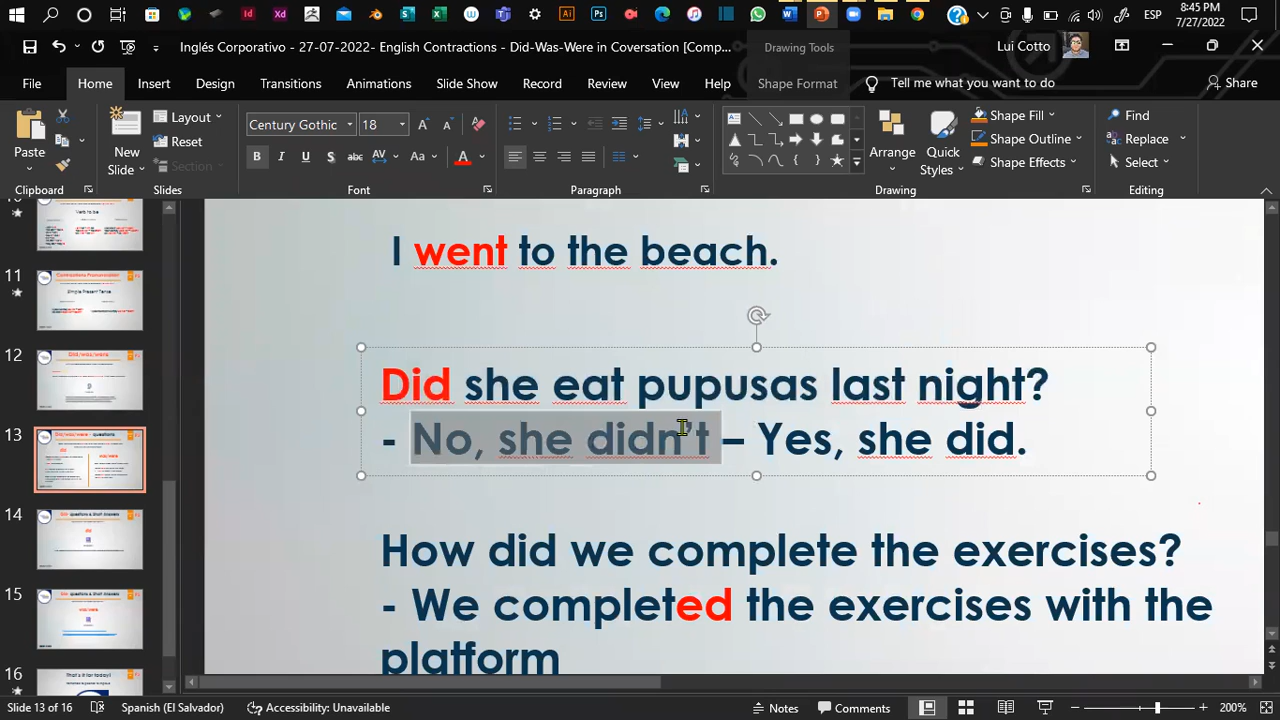 8:45 PM
ESP
7/27/2022
Inglés Corporativo - 27-07-2022- English Contractions - Did-Was-Were in Coversation [Comp...
Drawing Tools
Lui Cotto
File
Home
Insert
Design
Transitions
Animations
Slide Show
Record
Review
View
Help
Shape Format
Tell me what you want to do
Share
Paste
New Slide
Layout
Reset
Section
Century Gothic
18
Arrange
Quick Styles
Shape Fill
Shape Outline
Shape Effects
Find
Replace
Select
Clipboard
Slides
Font
Paragraph
Drawing
Editing
11
12
13
14
15
16
I went to the beach.
Did she eat pupusas last night?
- No, she didn't – Yes, she did.
How did we complete the exercises?
- We completed the exercises with the
platform
Slide 13 of 16
Spanish (El Salvador)
Accessibility: Unavailable
Notes
Comments
200%